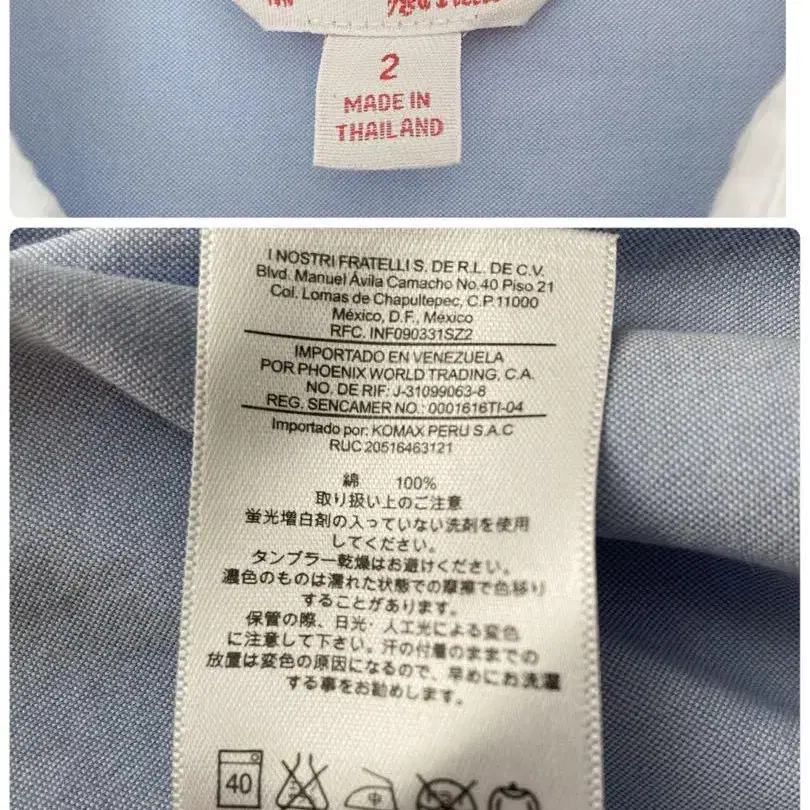 2
MADE IN
THAILAND
I NOSTRI FRATELLI S. DE R.L. DE C.V.
Blvd. Manuel Ávila Camacho No.40 Piso 21
Col. Lomas de Chapultepec, C.P.11000
México, D.F., México
RFC. INF090331SZ2
IMPORTADO EN VENEZUELA
POR PHOENIX WORLD TRADING, C.A.
NO. DE RIF: J-31099063-8
REG. SENCAMER NO.: 0001616TI-04
Importado por: KOMAX PERU S.A.C
RUC 20516463121
綿 100%
取り扱い上のご注意
蛍光増白剤の入っていない洗剤を使用
してください。
タンブラー乾燥はお避けください。
濃色のものは濡れた状態での摩擦で色移り
することがあります。
保管の際、日光・人工光による変色
に注意して下さい。汗の付着のままでの
放置は変色の原因になるので、早めにお洗濯
する事をお勧めします。
40
中